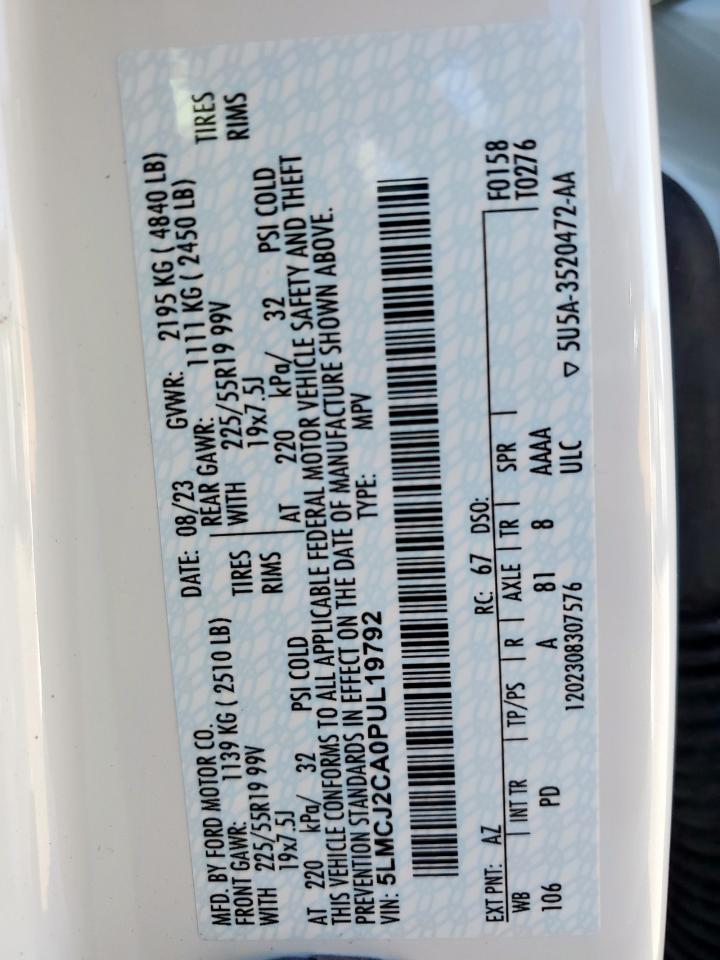 MFD. BY FORD MOTOR CO. DATE: 08/23 GVWR: 2195 KG ( 4840 LB)
FRONT GAWR: 1139 KG ( 2510 LB) REAR GAWR: 1111 KG ( 2450 LB)
WITH 225/55R19 99V TIRES WITH 225/55R19 99V TIRES
19x7.5J RIMS 19x7.5J RIMS
AT 220 kPa/ 32 PSI COLD AT 220 kPa/ 32 PSI COLD
THIS VEHICLE CONFORMS TO ALL APPLICABLE FEDERAL MOTOR VEHICLE SAFETY AND THEFT
PREVENTION STANDARDS IN EFFECT ON THE DATE OF MANUFACTURE SHOWN ABOVE.
VIN: 5LMCJ2CA0PUL19792 TYPE: MPV
EXT PNT: AZ RC: 67 DSO: F0158
WB INT TR TP/PS R AXLE TR SPR T0276
106 PD A 81 8 AAAA
1202308307576 ULC ▽ 5U5A-3520472-AA